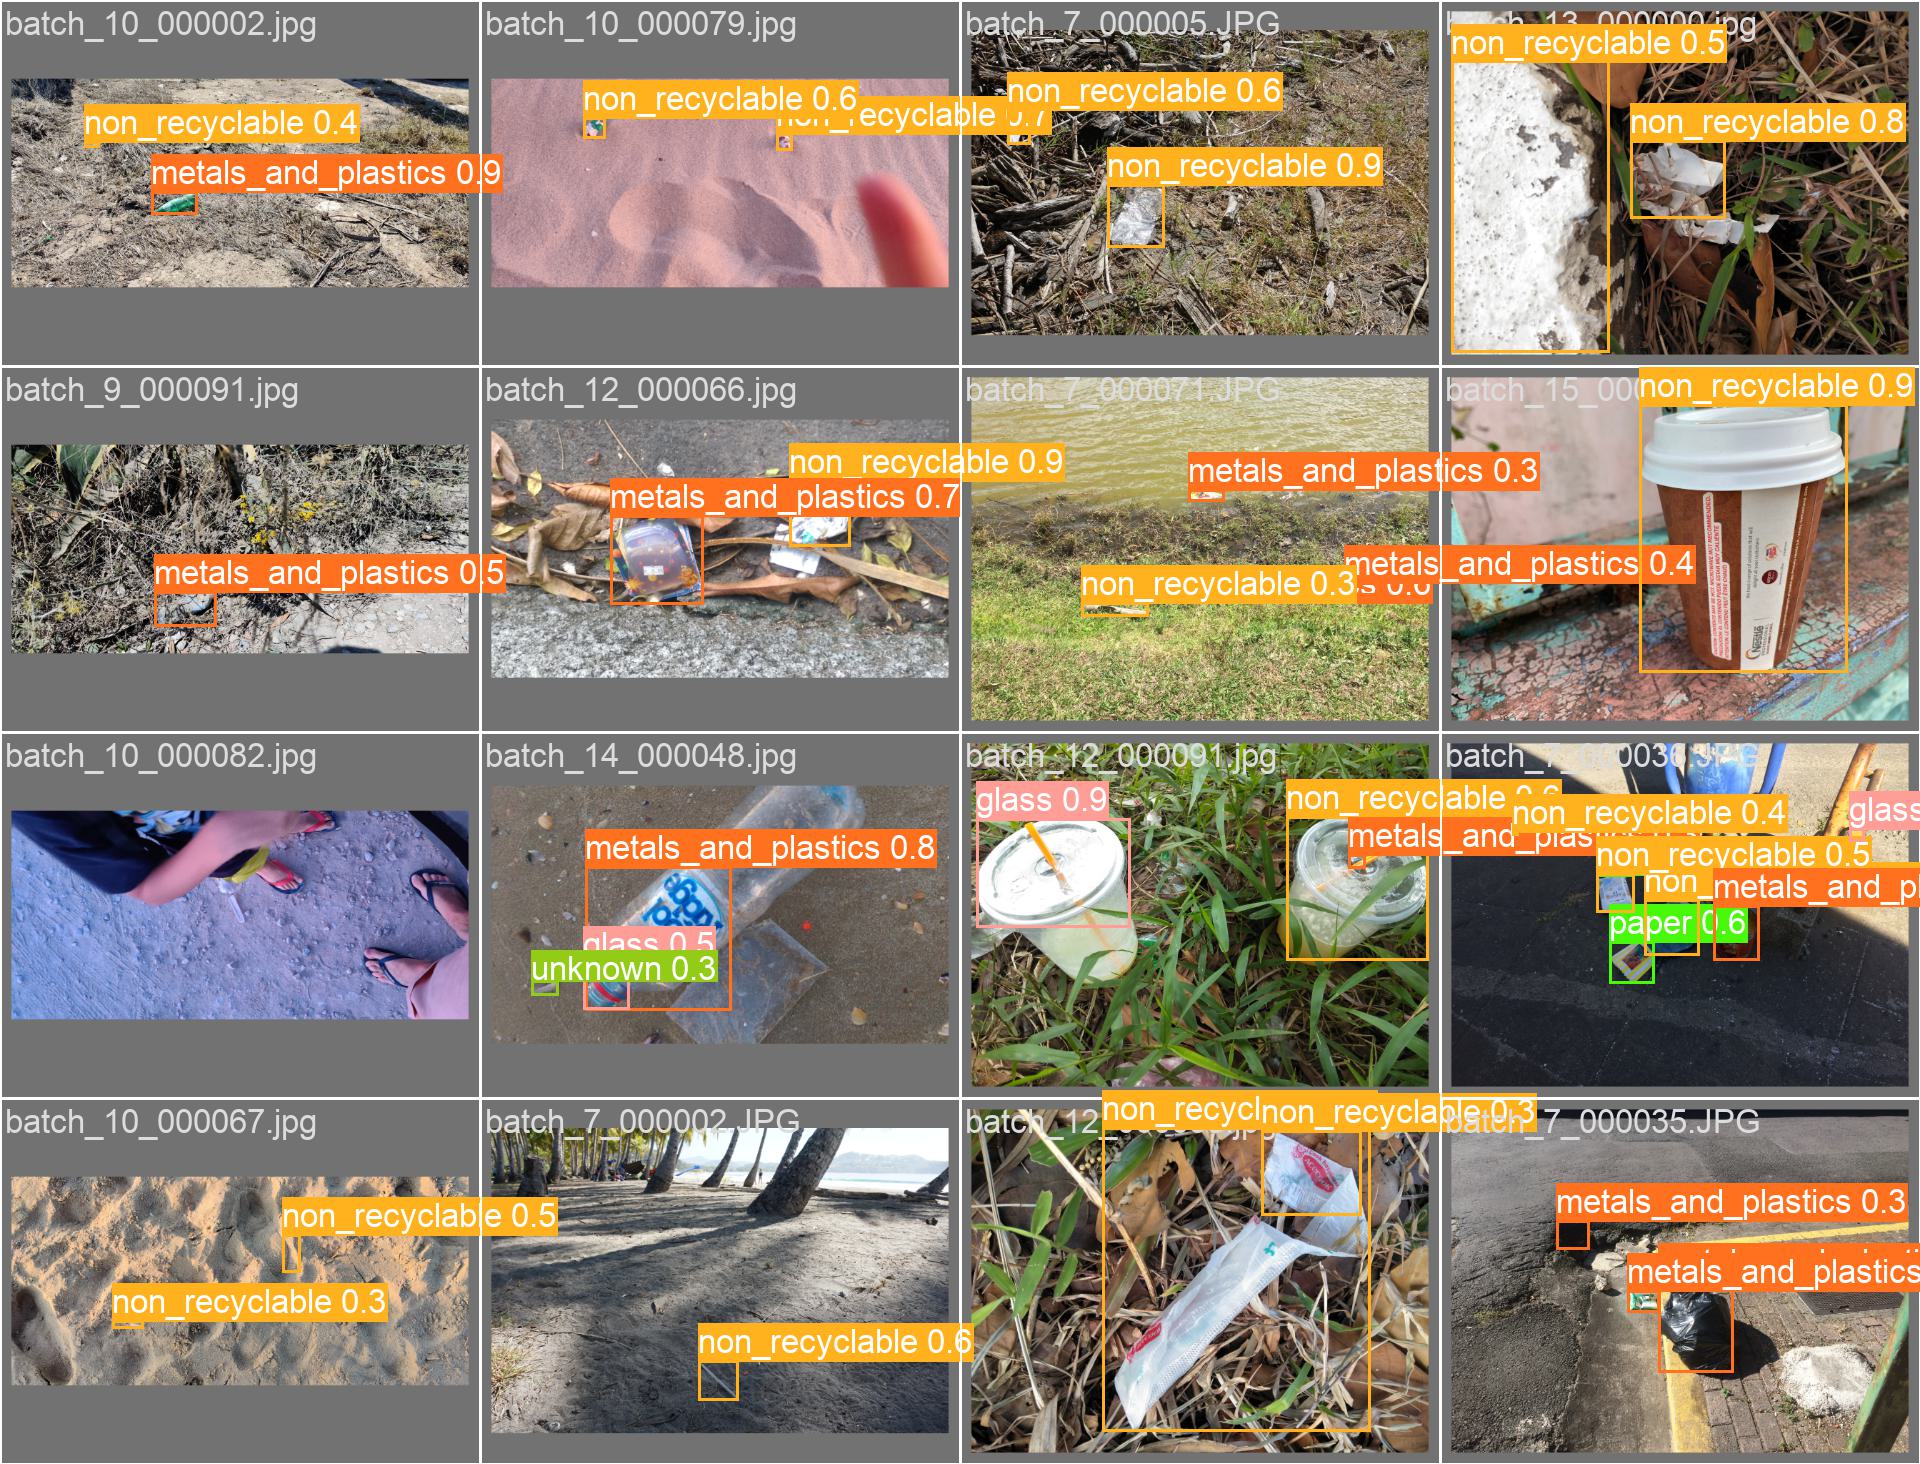 batch_10_000002.jpg
non_recyclable 0.4
metals_and_plastics 0.9
batch_10_000079.jpg
non_recyclable 0.6
batch_7_000005.JPG
non_recyclable 0.6
non_recyclable 0.9
batch_13_000000.jpg
non_recyclable 0.5
non_recyclable 0.8
batch_9_000091.jpg
metals_and_plastics 0.5
batch_12_000066.jpg
non_recyclable 0.9
metals_and_plastics 0.7
batch_7_000071.JPG
metals_and_plastics 0.3
non_recyclable 0.3
metals_and_plastics 0.4
batch_15_000
non_recyclable 0.9
Nestlé
batch_10_000082.jpg
batch_14_000048.jpg
metals_and_plastics 0.8
glass 0.5
unknown 0.3
batch_12_000091.jpg
glass 0.9
non_recyclable 0.6
metals_and_plas
batch_7_000036.JPG
non_recyclable 0.4
glass
non_recyclable 0.5
non_
metals_and_pl
paper 0.6
batch_10_000067.jpg
non_recyclable 0.5
non_recyclable 0.3
batch_7_000002.JPG
non_recyclable 0.6
batch_12
non_recycl
non_recyclable 0.3
batch_7_000035.JPG
metals_and_plastics 0.3
metals_and_plastics